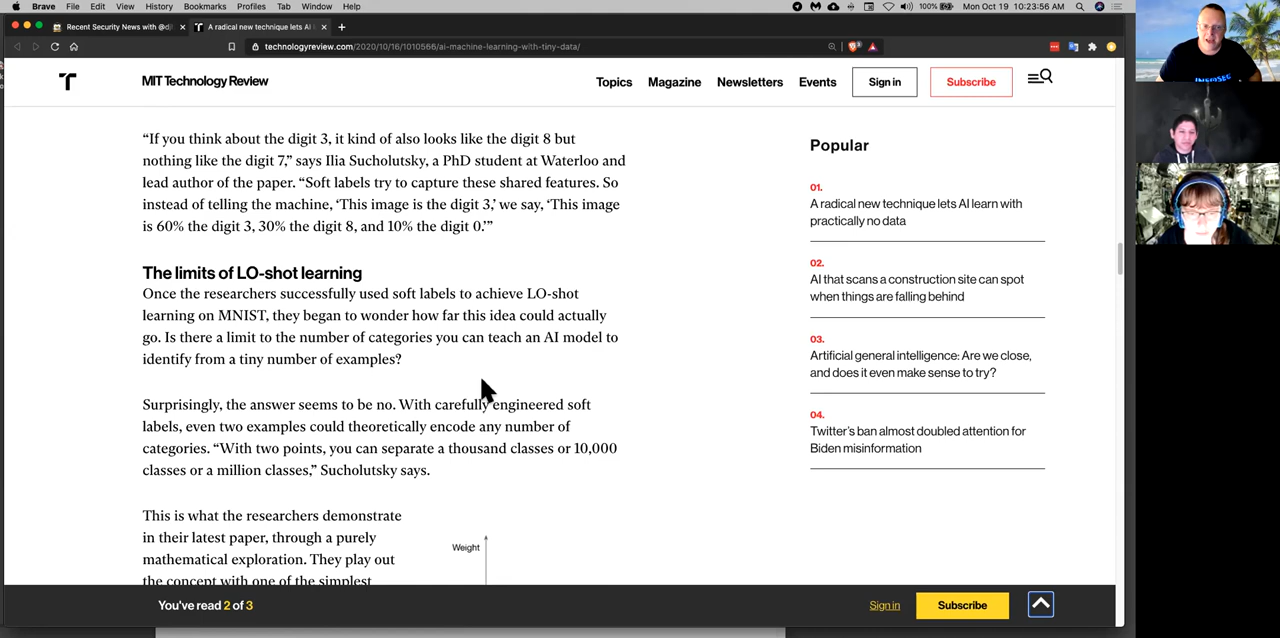 Brave File Edit View History Bookmarks Profiles Tab Window Help
100% Mon Oct 19 10:23:56 AM
Recent Security News with @dj
A radical new technique lets AI l
technologyreview.com/2020/10/16/1010566/ai-machine-learning-with-tiny-data/
MIT Technology Review
Topics Magazine Newsletters Events Sign in Subscribe
“If you think about the digit 3, it kind of also looks like the digit 8 but
nothing like the digit 7,” says Ilia Sucholutsky, a PhD student at Waterloo and
lead author of the paper. “Soft labels try to capture these shared features. So
instead of telling the machine, ‘This image is the digit 3,’ we say, ‘This image
is 60% the digit 3, 30% the digit 8, and 10% the digit 0.’”
The limits of LO-shot learning
Once the researchers successfully used soft labels to achieve LO-shot
learning on MNIST, they began to wonder how far this idea could actually
go. Is there a limit to the number of categories you can teach an AI model to
identify from a tiny number of examples?
Surprisingly, the answer seems to be no. With carefully engineered soft
labels, even two examples could theoretically encode any number of
categories. “With two points, you can separate a thousand classes or 10,000
classes or a million classes,” Sucholutsky says.
This is what the researchers demonstrate
in their latest paper, through a purely
mathematical exploration. They play out
the concept with one of the simplest
Weight
Popular
01.
A radical new technique lets AI learn with
practically no data
02.
AI that scans a construction site can spot
when things are falling behind
03.
Artificial general intelligence: Are we close,
and does it even make sense to try?
04.
Twitter’s ban almost doubled attention for
Biden misinformation
You've read 2 of 3
Sign in
Subscribe